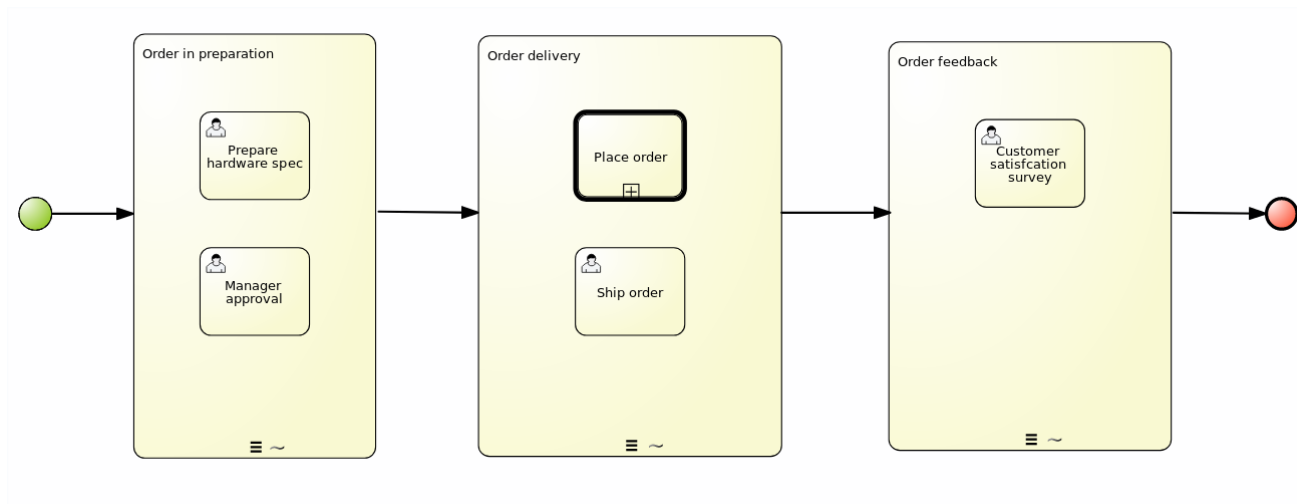 Order in preparation
Prepare
hardware spec
Manager
approval
Order delivery
Place order
Ship order
Order feedback
Customer
satisfcation
survey